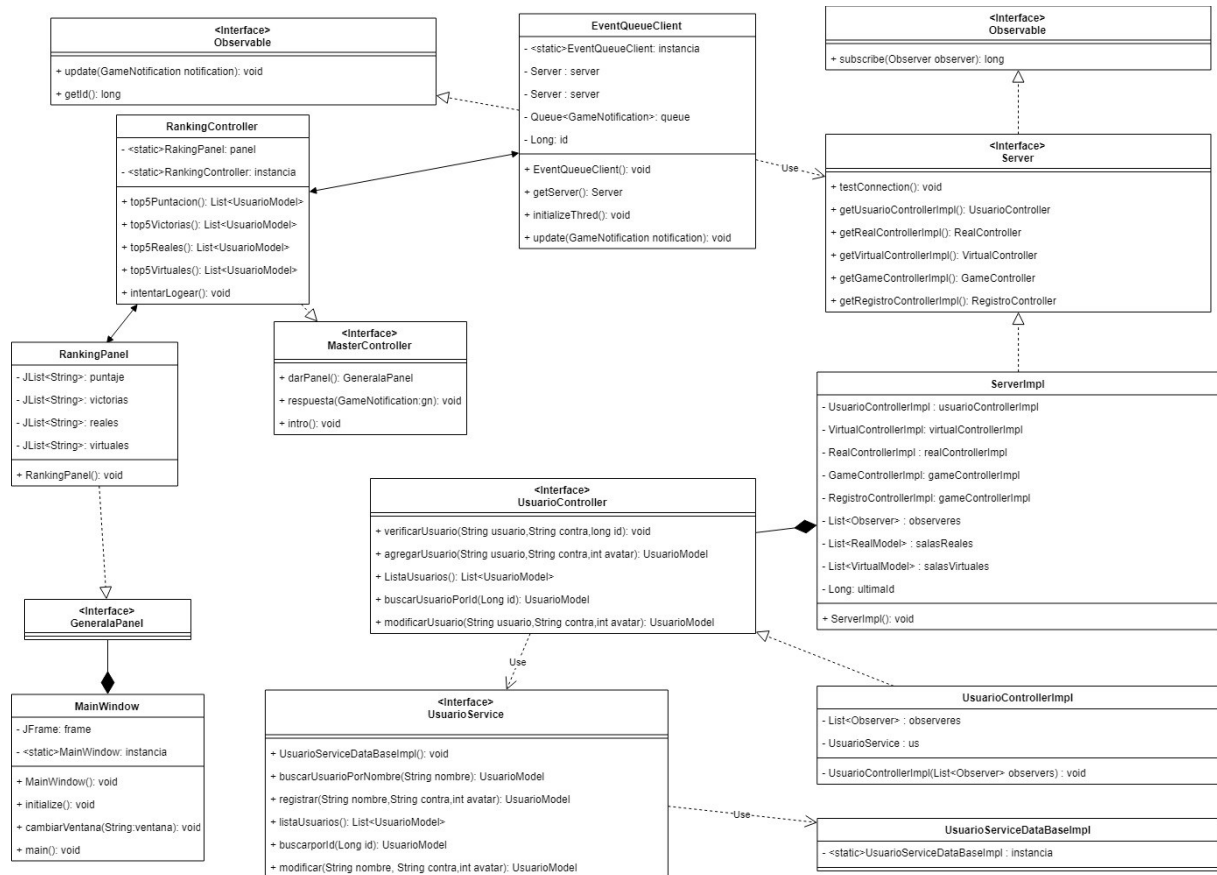 <Interface>
Observable
+ update(GameNotification notification): void
+ getId(): long
EventQueueClient
- <static>EventQueueClient: instancia
- Server : server
- Server : server
- Queue<GameNotification>: queue
- Long: id
+ EventQueueClient(): void
+ getServer(): Server
+ initializeThred(): void
+ update(GameNotification notification): void
<Interface>
Observable
+ subscribe(Observer observer): long
RankingController
- <static>RakingPanel: panel
- <static>RankingController: instancia
+ top5Puntacion(): List<UsuarioModel>
+ top5Victorias(): List<UsuarioModel>
+ top5Reales(): List<UsuarioModel>
+ top5Virtuales(): List<UsuarioModel>
+ intentarLogear(): void
Use
<Interface>
Server
+ testConnection(): void
+ getUsuarioControllerImpl(): UsuarioController
+ getRealControllerImpl(): RealController
+ getVirtualControllerImpl(): VirtualController
+ getGameControllerImpl(): GameController
+ getRegistroControllerImpl(): RegistroController
<Interface>
MasterController
+ darPanel(): GeneralaPanel
+ respuesta(GameNotification:gn): void
+ intro(): void
RankingPanel
- JList<String>: puntaje
- JList<String>: victorias
- JList<String>: reales
- JList<String>: virtuales
+ RankingPanel(): void
ServerImpl
- UsuarioControllerImpl : usuarioControllerImpl
- VirtualControllerImpl: virtualControllerImpl
- RealControllerImpl : realControllerImpl
- GameControllerImpl: gameControllerImpl
- RegistroControllerImpl: gameControllerImpl
- List<Observer> : observeres
- List<RealModel> : salasReales
- List<VirtualModel> : salasVirtuales
- Long: ultimaId
+ ServerImpl(): void
<Interface>
UsuarioController
+ verificarUsuario(String usuario,String contra,long id): void
+ agregarUsuario(String usuario,String contra,int avatar): UsuarioModel
+ ListaUsuarios(): List<UsuarioModel>
+ buscarUsuarioPorId(Long id): UsuarioModel
+ modificarUsuario(String usuario,String contra,int avatar): UsuarioModel
<Interface>
GeneralaPanel
Use
MainWindow
- JFrame: frame
- <static>MainWindow: instancia
+ MainWindow(): void
+ initialize(): void
+ cambiarVentana(String:ventana): void
+ main(): void
<Interface>
UsuarioService
+ UsuarioServiceDataBaseImpl(): void
+ buscarUsuarioPorNombre(String nombre): UsuarioModel
+ registrar(String nombre,String contra,int avatar): UsuarioModel
+ listaUsuarios(): List<UsuarioModel>
+ buscarporId(Long id): UsuarioModel
+ modificar(String nombre, String contra,int avatar): UsuarioModel
UsuarioControllerImpl
- List<Observer> : observeres
- UsuarioService : us
- UsuarioControllerImpl(List<Observer> observers) : void
Use
UsuarioServiceDataBaseImpl
- <static>UsuarioServiceDataBaseImpl : instancia